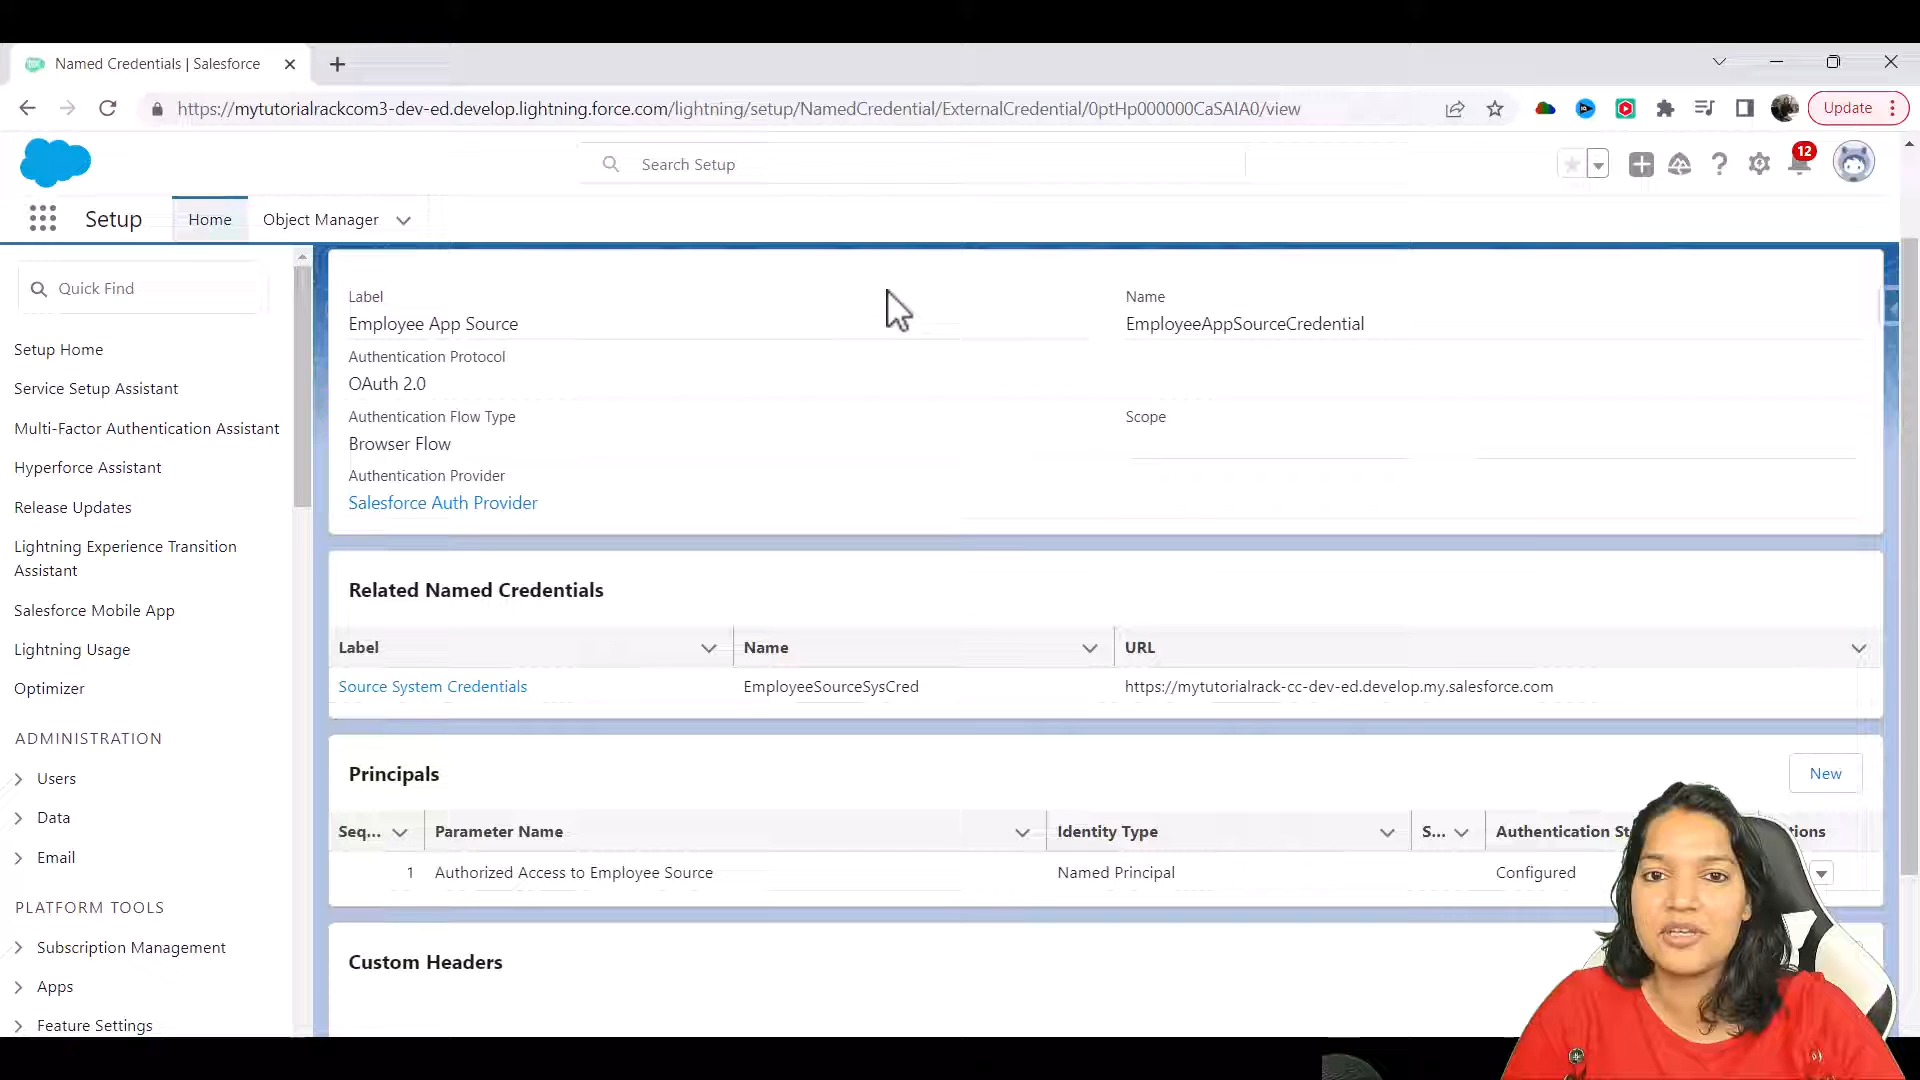 Named Credentials | Salesforce
https://mytutorialrackcom3-dev-ed.develop.lightning.force.com/lightning/setup/NamedCredential/ExternalCredential/0ptHp000000CaSAIA0/view
Update
Search Setup
12
Setup
Home
Object Manager
Quick Find
Setup Home
Service Setup Assistant
Multi-Factor Authentication Assistant
Hyperforce Assistant
Release Updates
Lightning Experience Transition
Assistant
Salesforce Mobile App
Lightning Usage
Optimizer
ADMINISTRATION
Users
Data
Email
PLATFORM TOOLS
Subscription Management
Apps
Feature Settings
Label
Employee App Source
Name
EmployeeAppSourceCredential
Authentication Protocol
OAuth 2.0
Authentication Flow Type
Browser Flow
Scope
Authentication Provider
Salesforce Auth Provider
Related Named Credentials
Label Name URL
Source System Credentials EmployeeSourceSysCred https://mytutorialrack-cc-dev-ed.develop.my.salesforce.com
Principals
New
Seq... Parameter Name Identity Type S... Authentication St tions
1 Authorized Access to Employee Source Named Principal Configured
Custom Headers